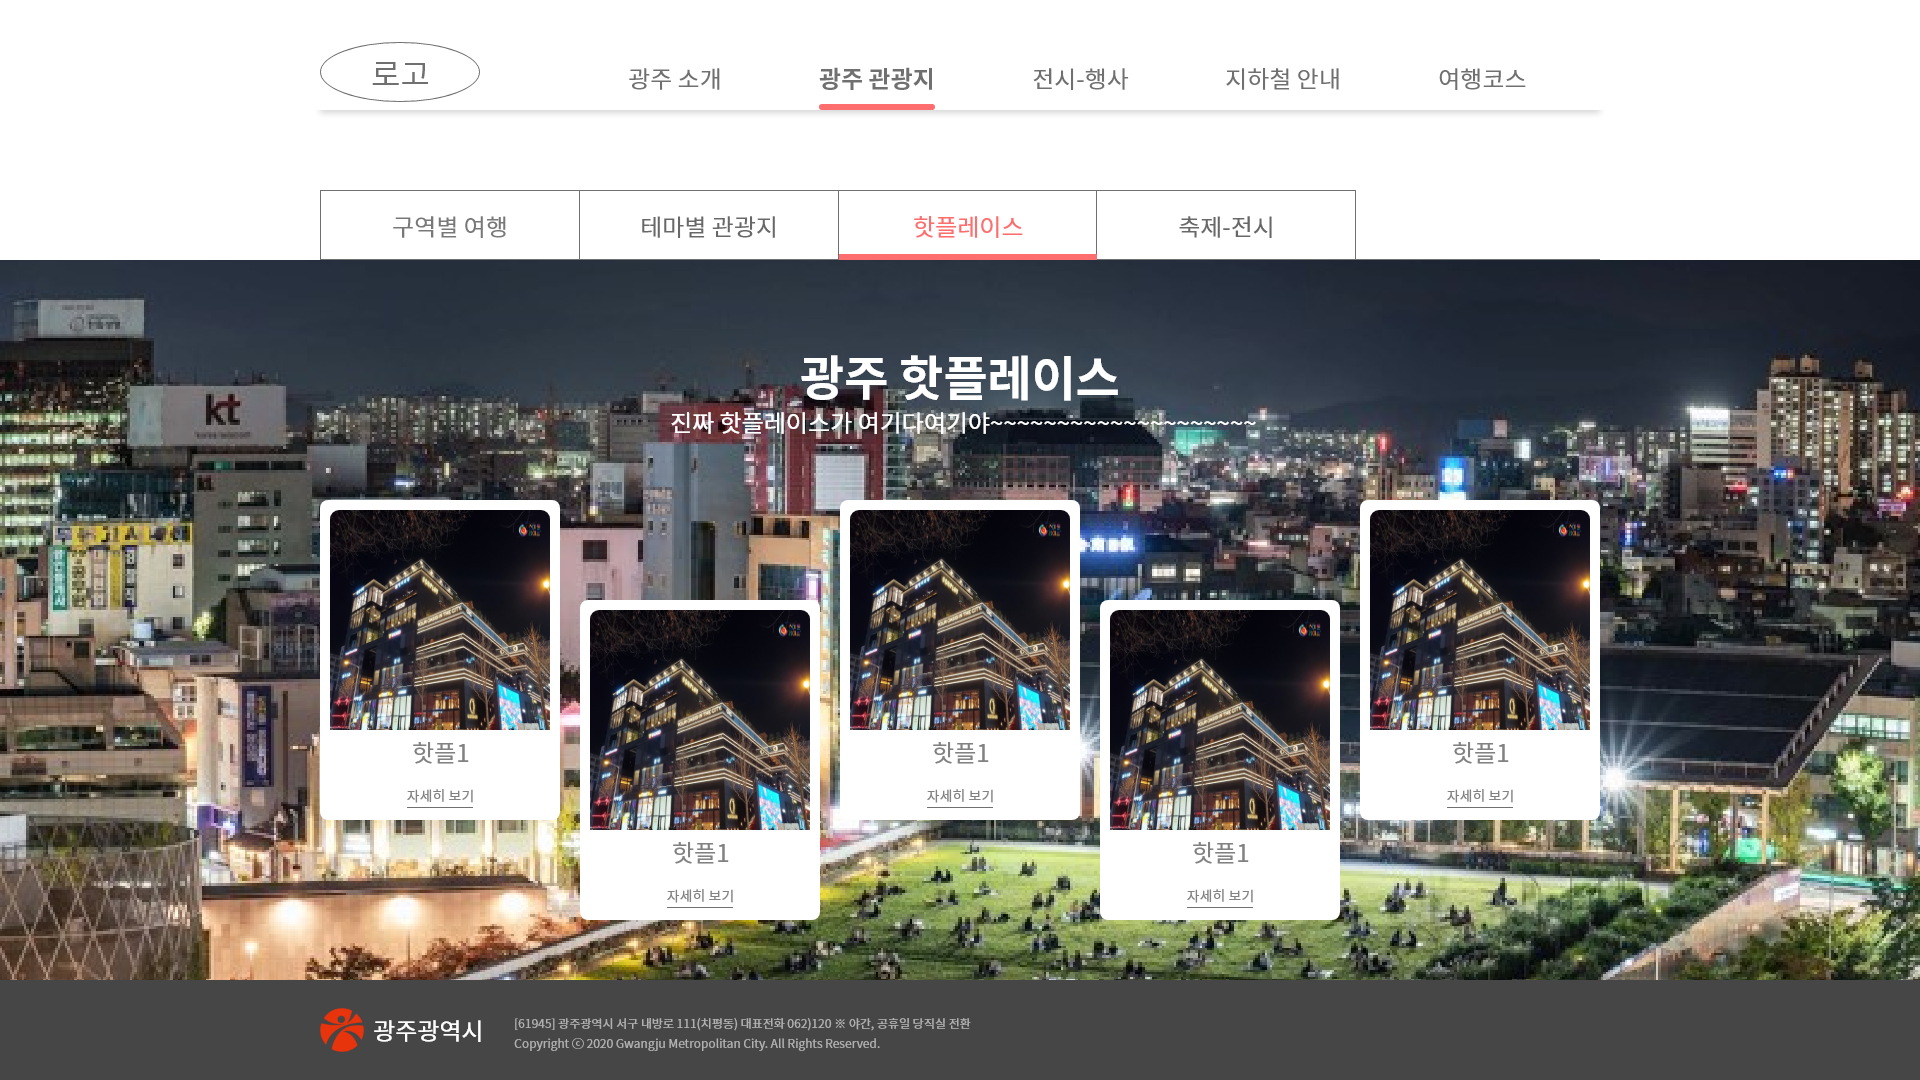 로고
광주 소개
광주 관광지
전시-행사
지하철 안내
여행코스
구역별 여행
테마별 관광지
핫플레이스
축제-전시
kt
광주 핫플레이스
진짜 핫플레이스가 여기다여기야~~~~~~~~~~~~~~~~~~~~
핫플1
자세히 보기
핫플1
자세히 보기
핫플1
자세히 보기
핫플1
자세히 보기
핫플1
자세히 보기
광주광역시
[61945] 광주광역시 서구 내방로 111(치평동) 대표전화 062)120 ※ 야간, 공휴일 당직실 전환
Copyright ⓒ 2020 Gwangju Metropolitan City. All Rights Reserved.